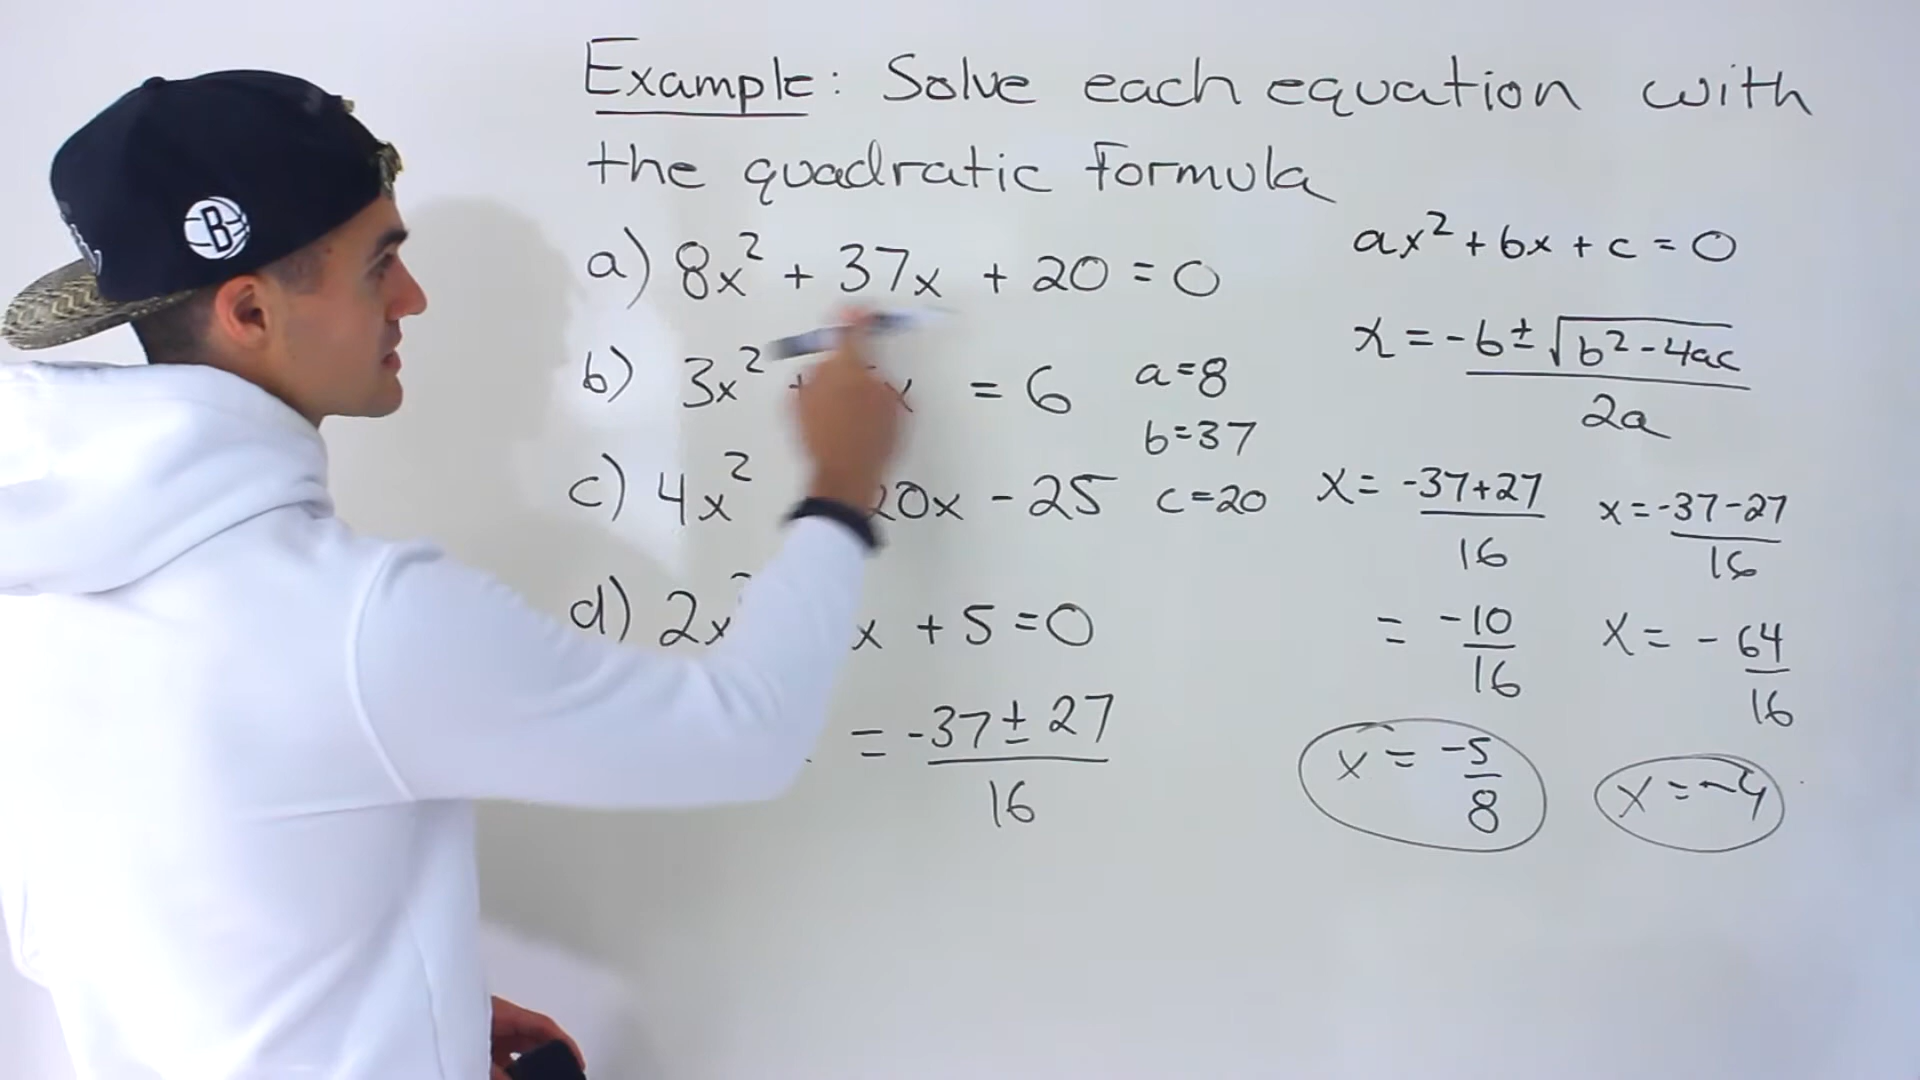 Example: Solve each equation with
the quadratic formula
a) 8x² + 37x + 20 = 0
b) 3x² + x = 6
c) 4x² 20x - 25
d) 2x² x + 5 = 0
= -37 ± 27
16
ax² + bx + c = 0
x = -b ± √b² - 4ac
2a
a = 8
b = 37
c = 20
x = -37+27
16
= -10
16
x = -5
8
x = -37-27
16
x = -64
16
x = -4
B